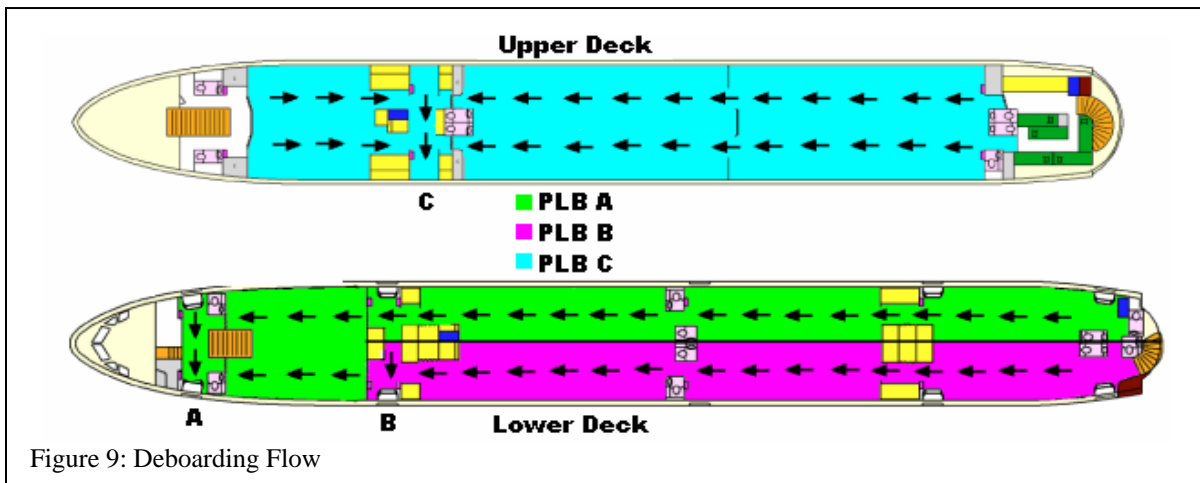 Upper Deck
C
PLB A
PLB B
PLB C
A
B
Lower Deck
Figure 9: Deboarding Flow